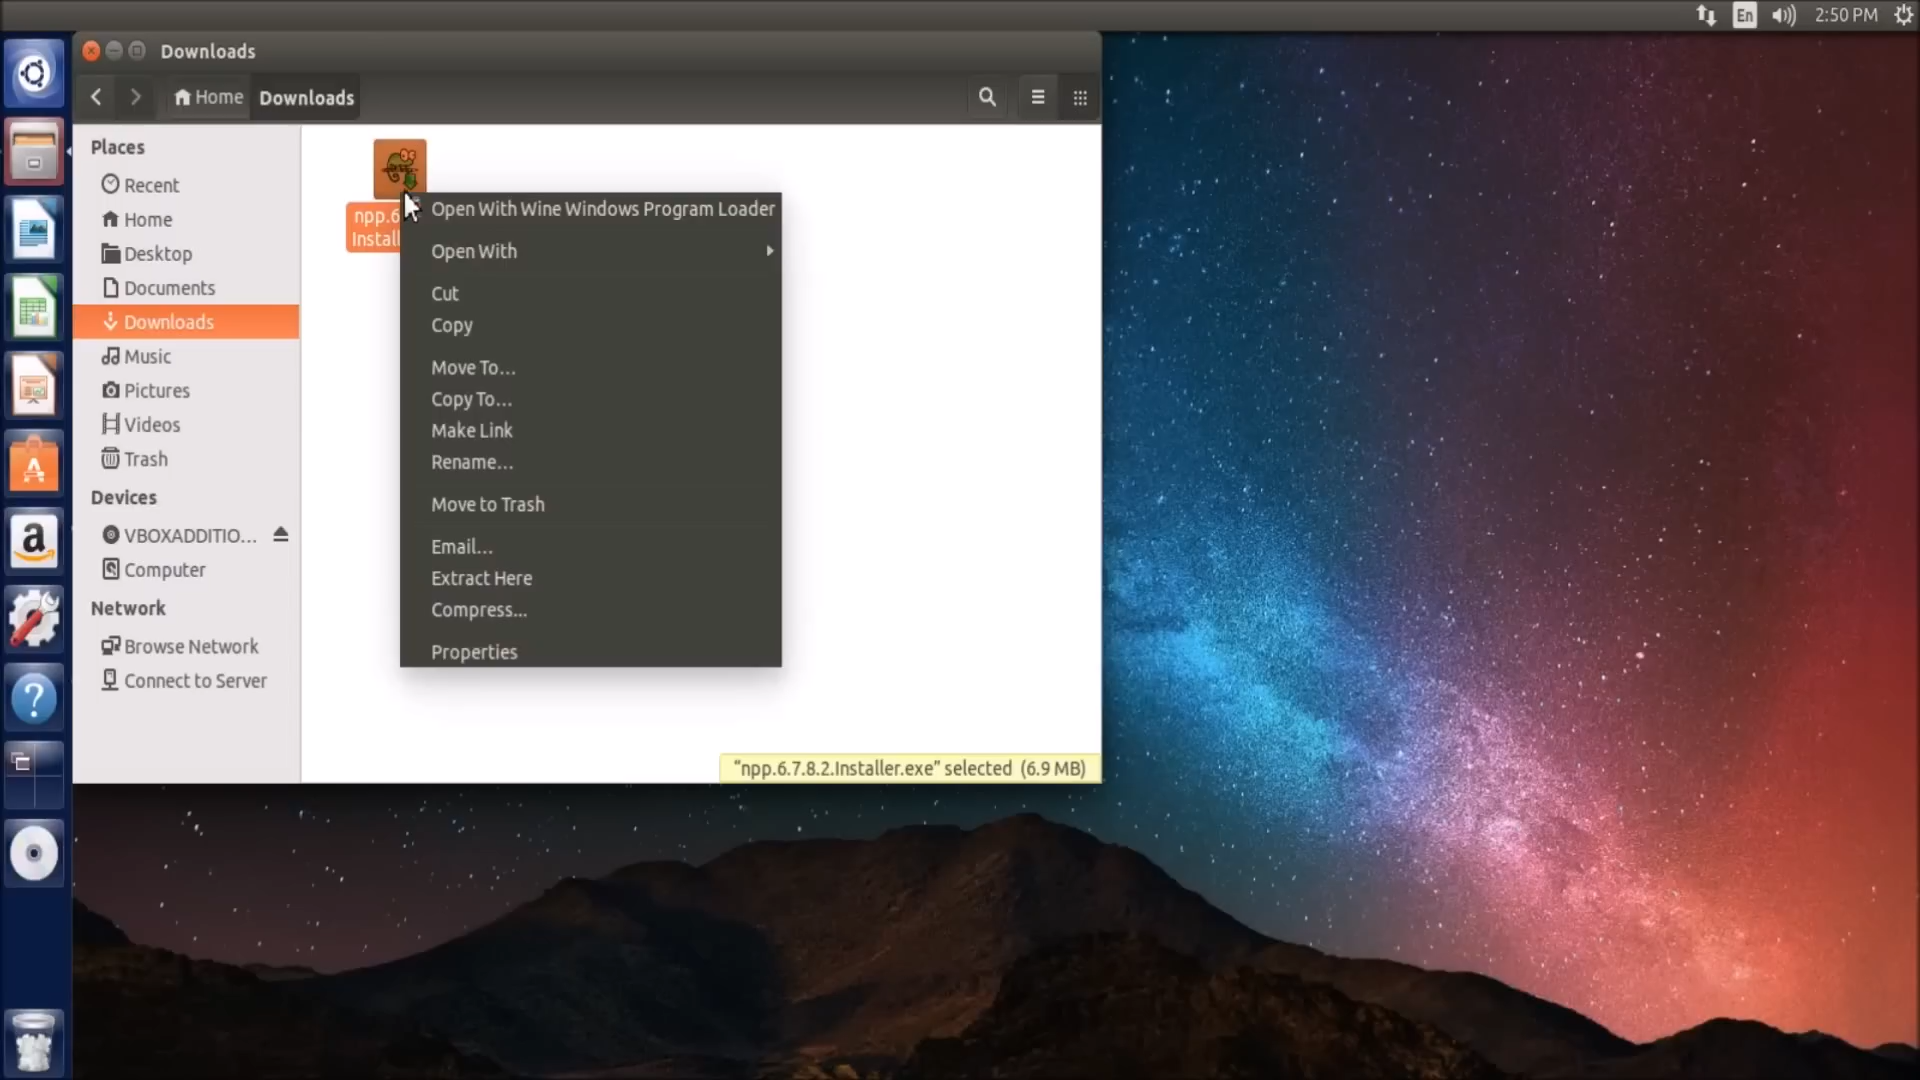 En
2:50 PM
Downloads
Home
Downloads
Places
Recent
Home
Desktop
Documents
Downloads
Music
Pictures
Videos
Trash
Devices
VBOXADDITIO...
Computer
Network
Browse Network
Connect to Server
npp.6
Install
Open With Wine Windows Program Loader
Open With
Cut
Copy
Move To...
Copy To...
Make Link
Rename...
Move to Trash
Email...
Extract Here
Compress...
Properties
"npp.6.7.8.2.Installer.exe" selected (6.9 MB)